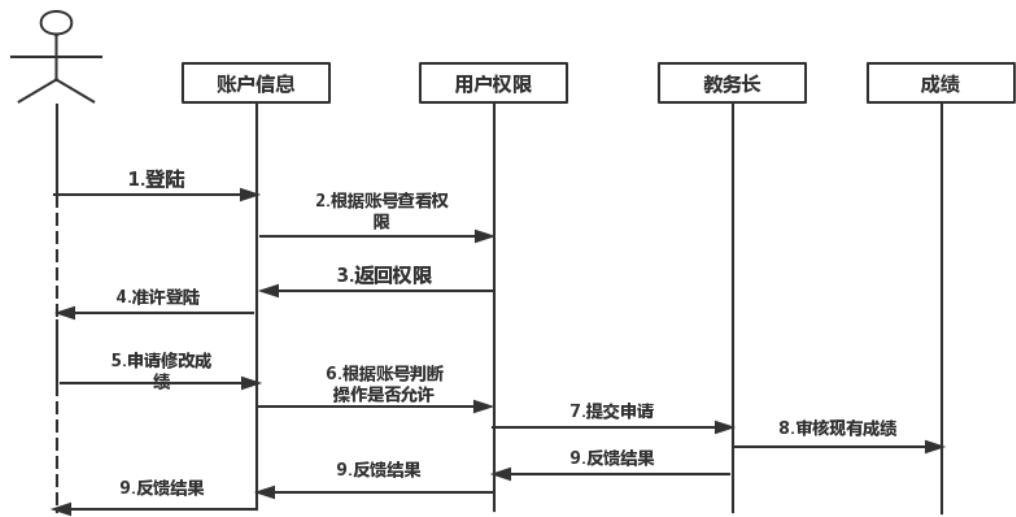 账户信息
用户权限
教务长
成绩
1.登陆
2.根据账号查看权
限
3.返回权限
4.准许登陆
5.申请修改成
绩
6.根据账号判断
操作是否允许
7.提交申请
8.审核现有成绩
9.反馈结果
9.反馈结果
9.反馈结果